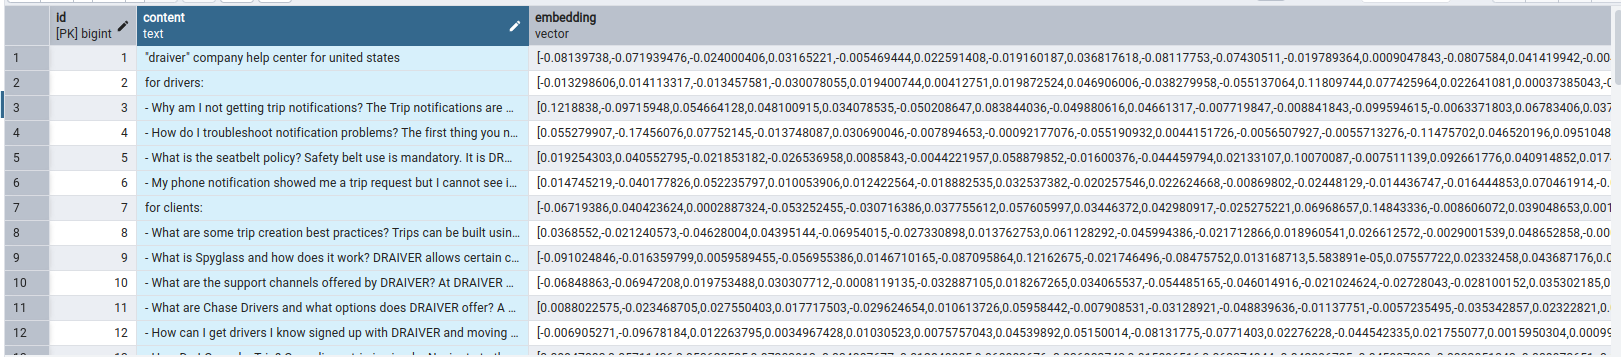 id content embedding
[PK] bigint text vector
1 1 "draiver" company help center for united states [-0.08139738,-0.071939476,-0.024000406,0.03165221,-0.005469444,0.022591408,-0.019160187,0.036817618,-0.08117753,-0.07430511,-0.019789364,0.0009047843,-0.0807584,0.041419942,-0.00
2 2 for drivers: [-0.013298606,0.014113317,-0.013457581,-0.030078055,0.019400744,0.00412751,0.019872524,0.046906006,-0.038279958,-0.055137064,0.11809744,0.077425964,0.022641081,0.00037385043,-0
3 3 - Why am I not getting trip notifications? The Trip notifications are ... [0.1218838,-0.09715948,0.054664128,0.048100915,0.034078535,-0.050208647,0.083844036,-0.049880616,0.04661317,-0.007719847,-0.008841843,-0.099594615,-0.0063371803,0.06783406,0.037
4 4 - How do I troubleshoot notification problems? The first thing you n... [0.055279907,-0.17456076,0.07752145,-0.013748087,0.030690046,-0.007894653,-0.00092177076,-0.055190932,0.0044151726,-0.0056507927,-0.0055713276,-0.11475702,0.046520196,0.0951048
5 5 - What is the seatbelt policy? Safety belt use is mandatory. It is DR... [0.019254303,0.040552795,-0.021853182,-0.026536958,0.0085843,-0.0044221957,0.058879852,-0.01600376,-0.044459794,0.02133107,0.10070087,-0.007511139,0.092661776,0.040914852,0.017
6 6 - My phone notification showed me a trip request but I cannot see i... [0.014745219,-0.040177826,0.052235797,0.010053906,0.012422564,-0.018882535,0.032537382,-0.020257546,0.022624668,-0.00869802,-0.02448129,-0.014436747,-0.016444853,0.070461914,-0.
7 7 for clients: [-0.06719386,0.040423624,0.0002887324,-0.053252455,-0.030716386,0.037755612,0.057605997,0.03446372,0.042980917,-0.025275221,0.06968657,0.14843336,-0.008606072,0.039048653,0.001
8 8 - What are some trip creation best practices? Trips can be built usin... [0.0368552,-0.021240573,-0.04628004,0.04395144,-0.06954015,-0.027330898,0.013762753,0.061128292,-0.045994386,-0.021712866,0.018960541,0.026612572,-0.0029001539,0.048652858,-0.00
9 9 - What is Spyglass and how does it work? DRAIVER allows certain c... [-0.091024846,-0.016359799,0.0059589455,-0.056955386,0.0146710165,-0.087095864,0.12162675,-0.021746496,-0.08475752,0.013168713,5.583891e-05,0.07557722,0.02332458,0.043687176,0.0
10 10 - What are the support channels offered by DRAIVER? At DRAIVER ... [-0.06848863,-0.06947208,0.019753488,0.030307712,-0.0008119135,-0.032887105,0.018267265,0.034065537,-0.054485165,-0.046014916,-0.021024624,-0.02728043,-0.028100152,0.035302185,0
11 11 - What are Chase Drivers and what options does DRAIVER offer? A ... [0.0088022575,-0.023468705,0.027550403,0.017717503,-0.029624654,0.010613726,0.05958442,-0.007908531,-0.03128921,-0.048839636,-0.01137751,-0.0057235495,-0.035342857,0.02322821,0.
12 12 - How can I get drivers I know signed up with DRAIVER and moving ... [-0.006905271,-0.09678184,0.012263795,0.0034967428,0.01030523,0.0075757043,0.04539892,0.05150014,-0.08131775,-0.0771403,0.02276228,-0.044542335,0.021755077,0.0015950304,0.00099